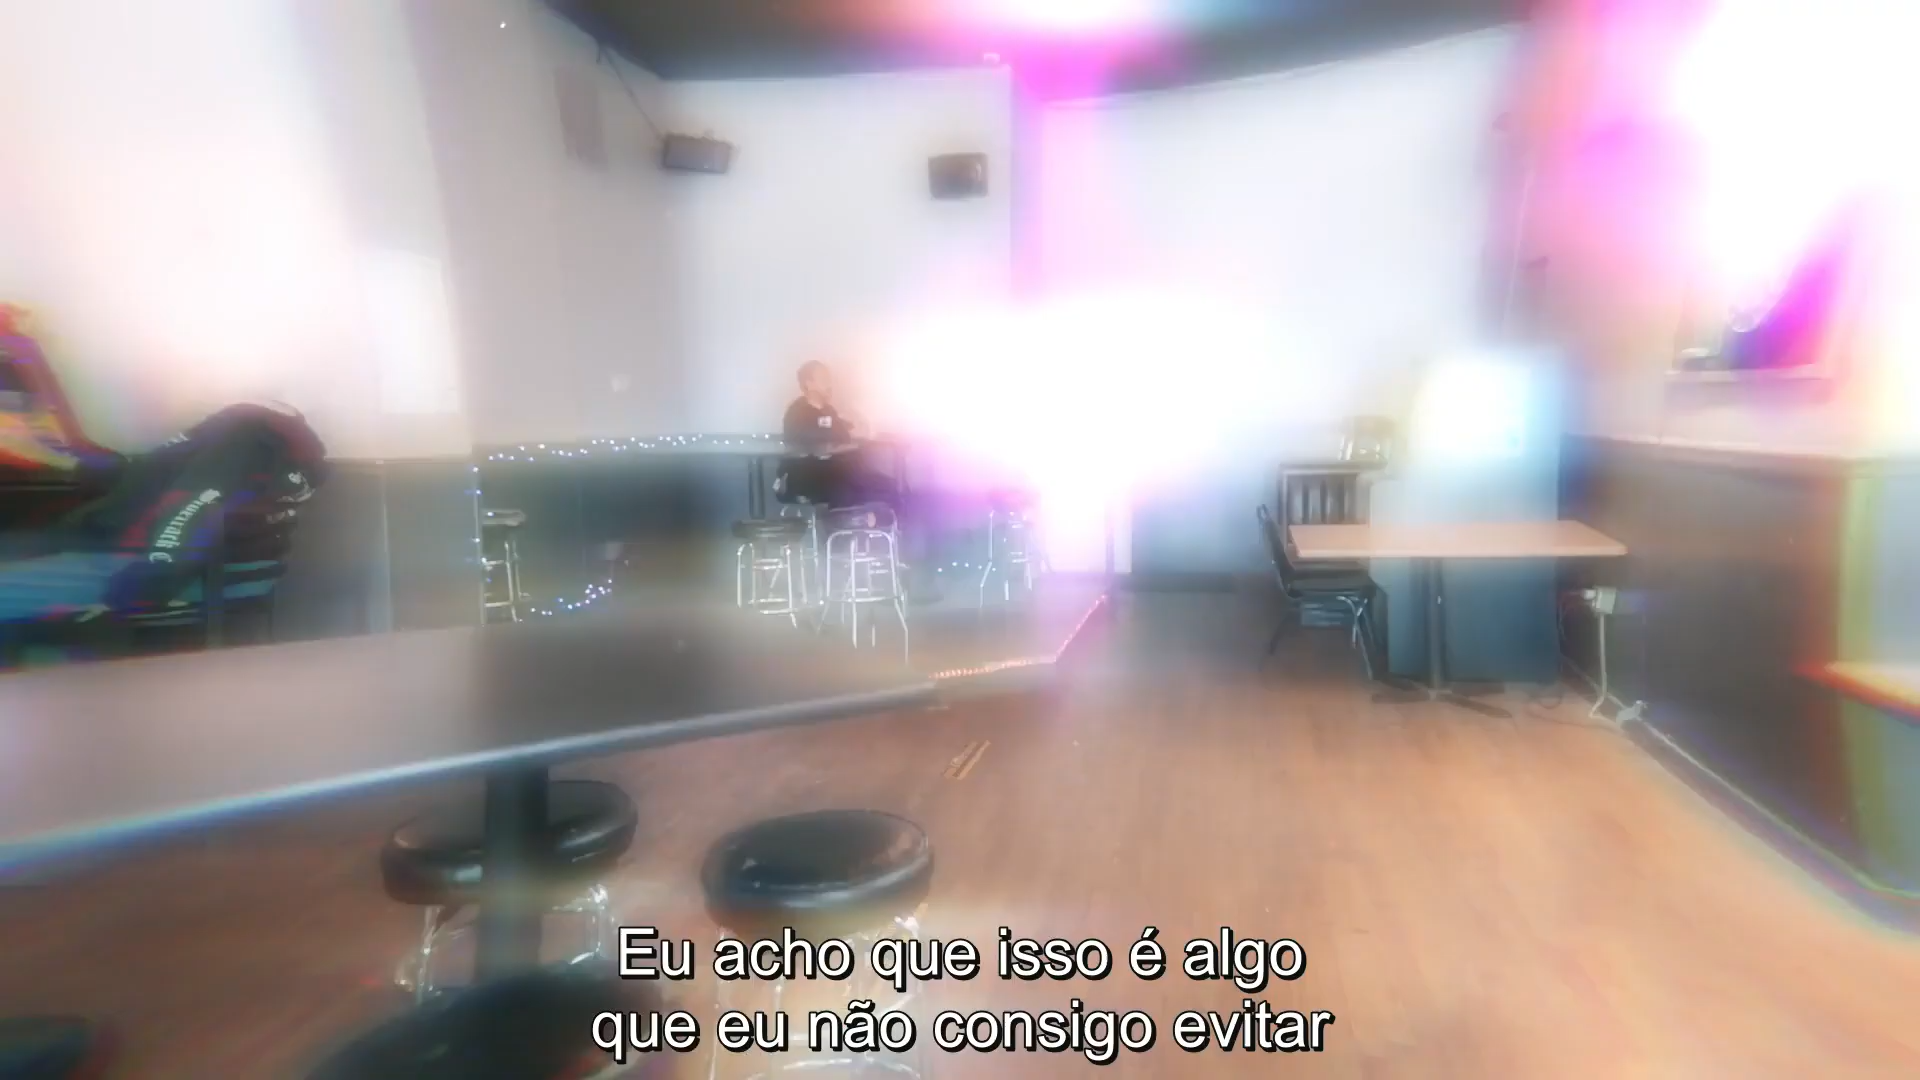 Eu acho que isso é algo
que eu não consigo evitar